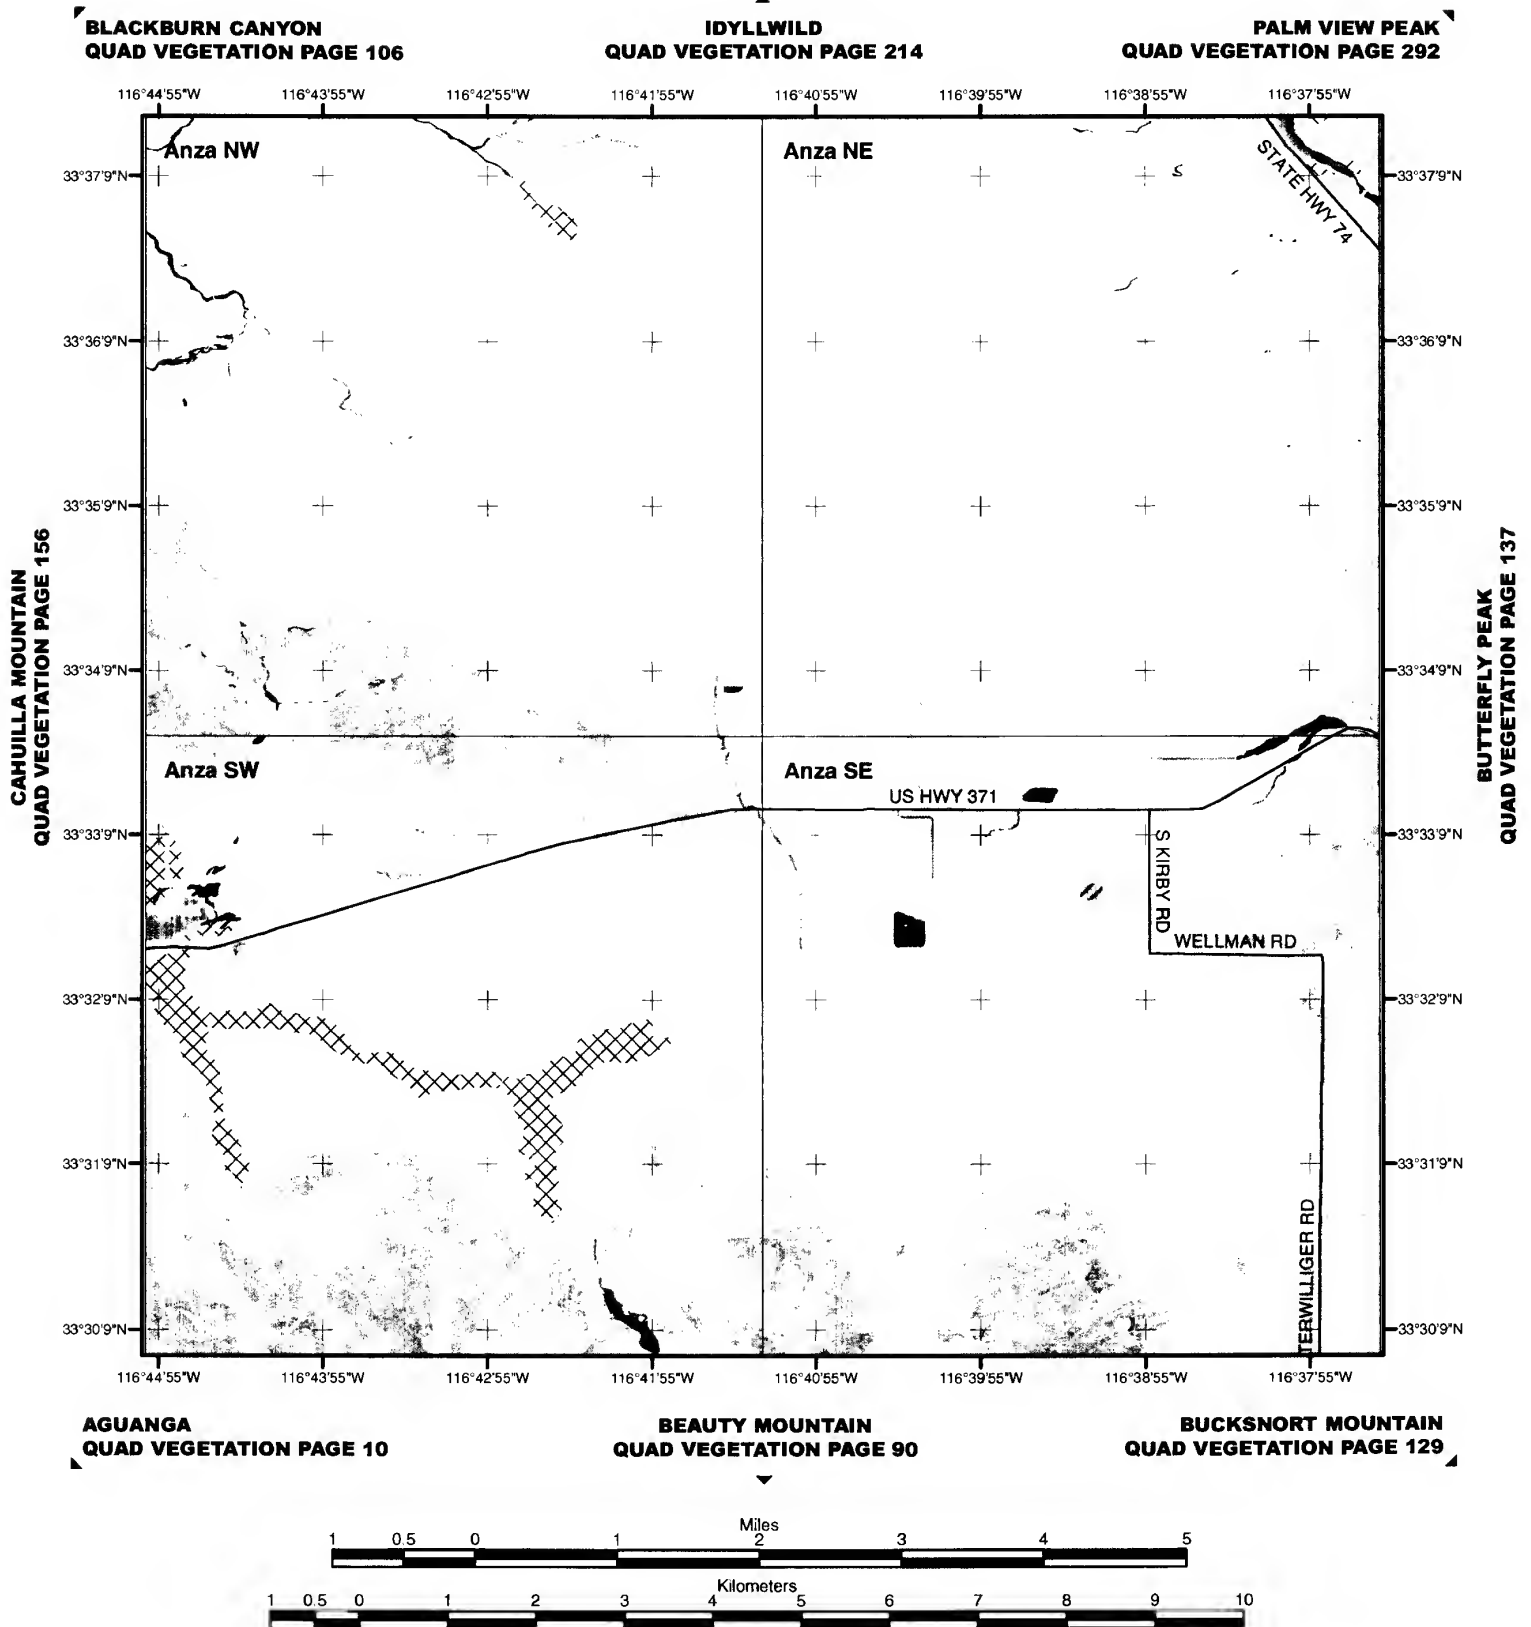 BLACKBURN CANYON
QUAD VEGETATION PAGE 106
IDYLLWILD
QUAD VEGETATION PAGE 214
PALM VIEW PEAK
QUAD VEGETATION PAGE 292
116°44'55"W 116°43'55"W 116°42'55"W 116°41'55"W 116°40'55"W 116°39'55"W 116°38'55"W 116°37'55"W
Anza NW
Anza NE
STATE HWY 74
33°37'9"N 33°37'9"N
33°36'9"N 33°36'9"N
33°35'9"N 33°35'9"N
CAHUILLA MOUNTAIN
QUAD VEGETATION PAGE 156
BUTTERFLY PEAK
QUAD VEGETATION PAGE 137
33°34'9"N 33°34'9"N
Anza SW
Anza SE
US HWY 371
33°33'9"N 33°33'9"N
S KIRBY RD
WELLMAN RD
33°32'9"N 33°32'9"N
33°31'9"N 33°31'9"N
TERWILLIGER RD
33°30'9"N 33°30'9"N
116°44'55"W 116°43'55"W 116°42'55"W 116°41'55"W 116°40'55"W 116°39'55"W 116°38'55"W 116°37'55"W
AGUANGA
QUAD VEGETATION PAGE 10
BEAUTY MOUNTAIN
QUAD VEGETATION PAGE 90
BUCKSNORT MOUNTAIN
QUAD VEGETATION PAGE 129
Miles
1 0.5 0 1 2 3 4 5
Kilometers
1 0.5 0 1 2 3 4 5 6 7 8 9 10